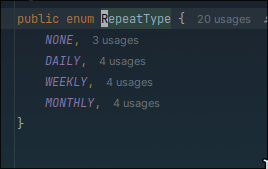 public enum RepeatType { 20 usages
NONE, 3 usages
DAILY, 4 usages
WEEKLY, 4 usages
MONTHLY, 4 usages
}